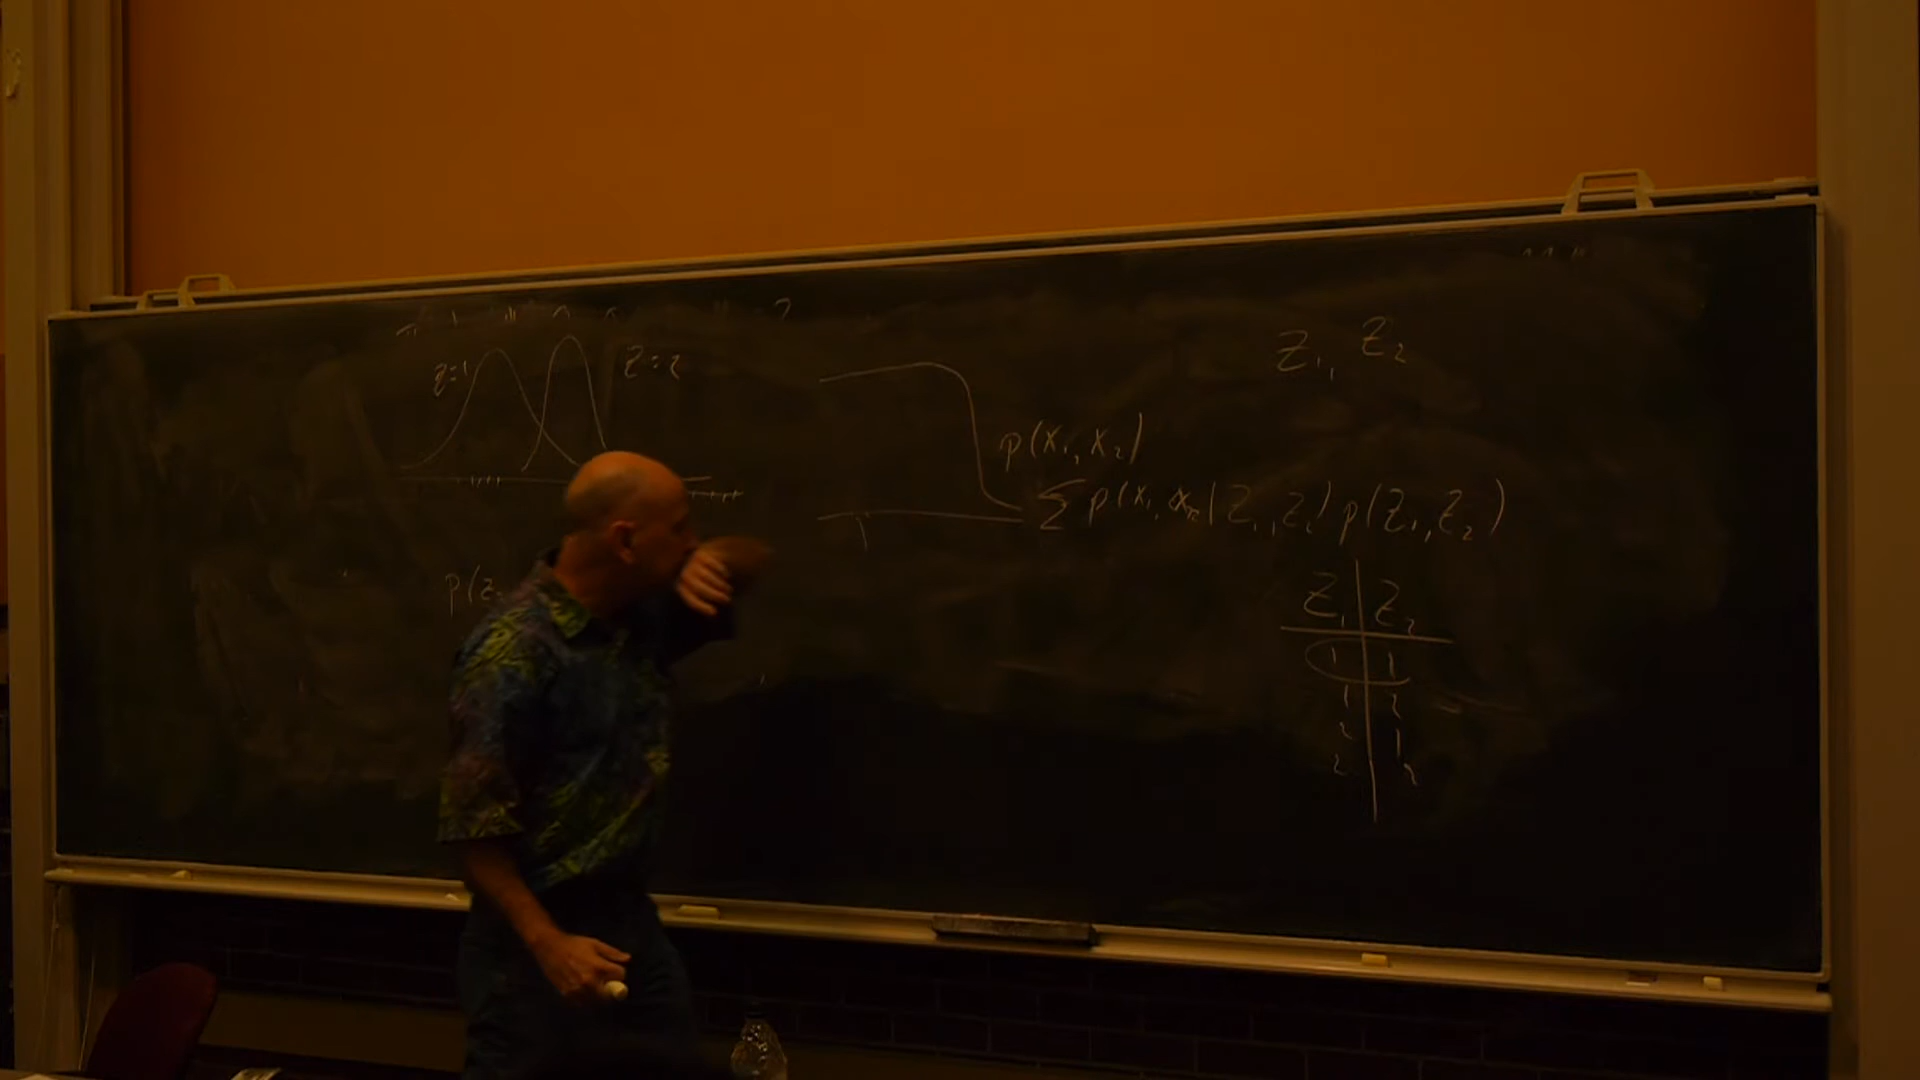 z=1
z=2
Z₁, Z₂
p(x₁, x₂)
∑ p(x₁, x₂ | Z₁, Z₂) p(Z₁, Z₂)
p(z
Z₁ Z₂
1 1
1 2
2 1
2 2